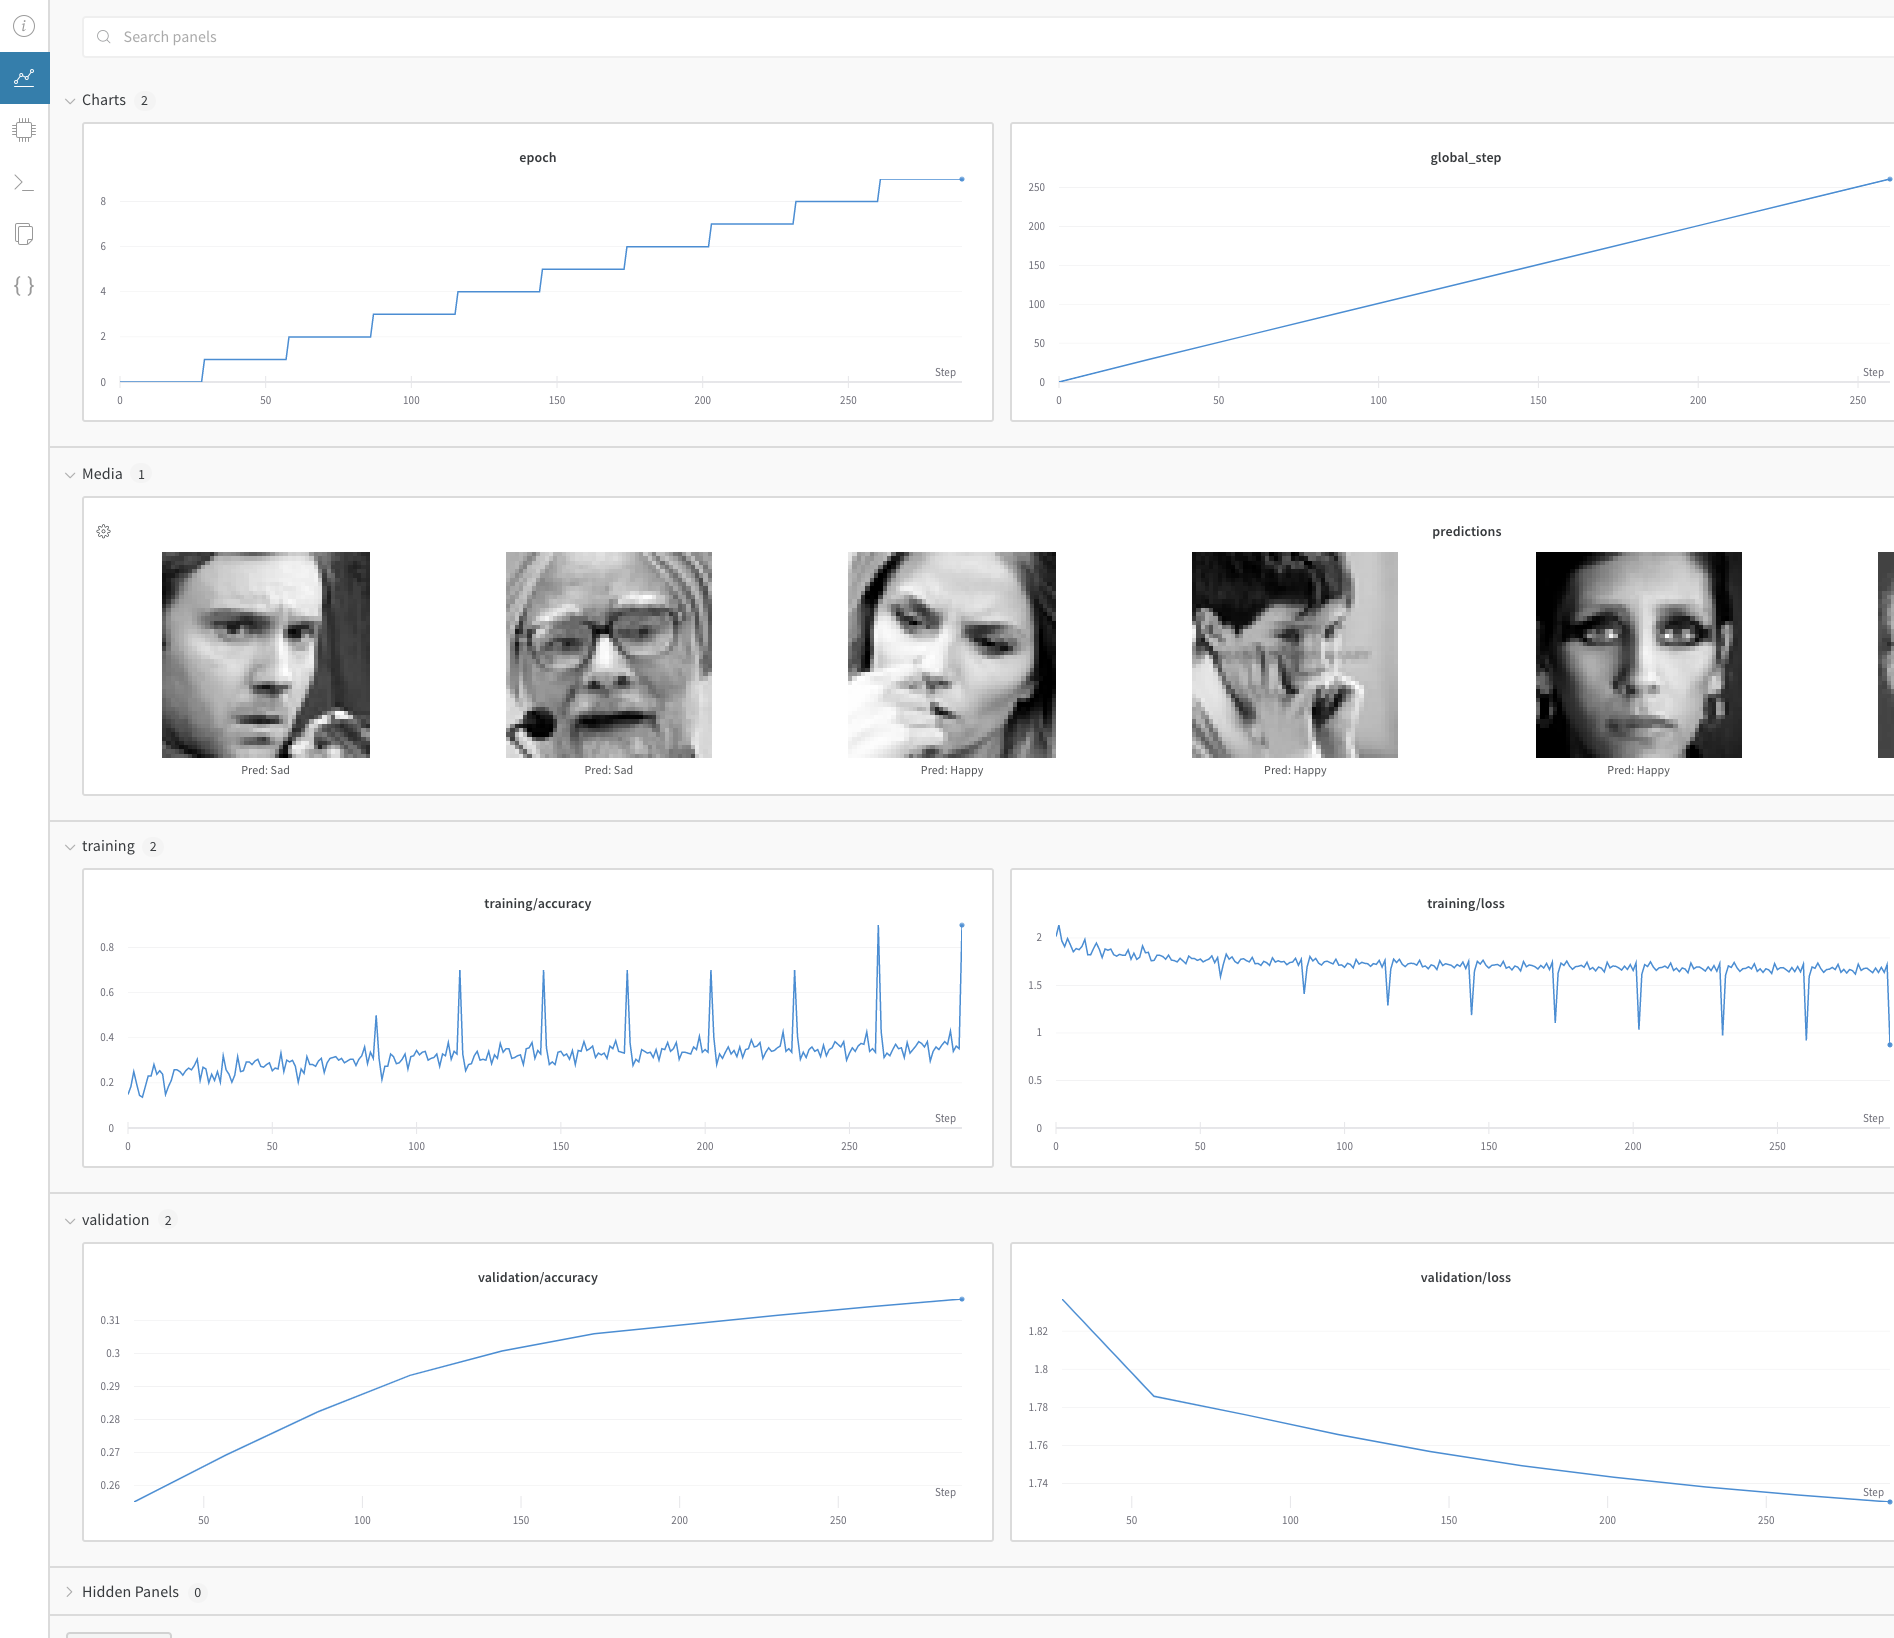 Search panels
Charts 2
epoch
8
6
4
2
0
Step
0 50 100 150 200 250
global_step
250
200
150
100
50
0
Step
0 50 100 150 200 250
Media 1
predictions
Pred: Sad
Pred: Sad
Pred: Happy
Pred: Happy
Pred: Happy
training 2
training/accuracy
0.8
0.6
0.4
0.2
0
Step
0 50 100 150 200 250
training/loss
2
1.5
1
0.5
0
Step
0 50 100 150 200 250
validation 2
validation/accuracy
0.31
0.3
0.29
0.28
0.27
0.26
Step
50 100 150 200 250
validation/loss
1.82
1.8
1.78
1.76
1.74
Step
50 100 150 200 250
Hidden Panels 0